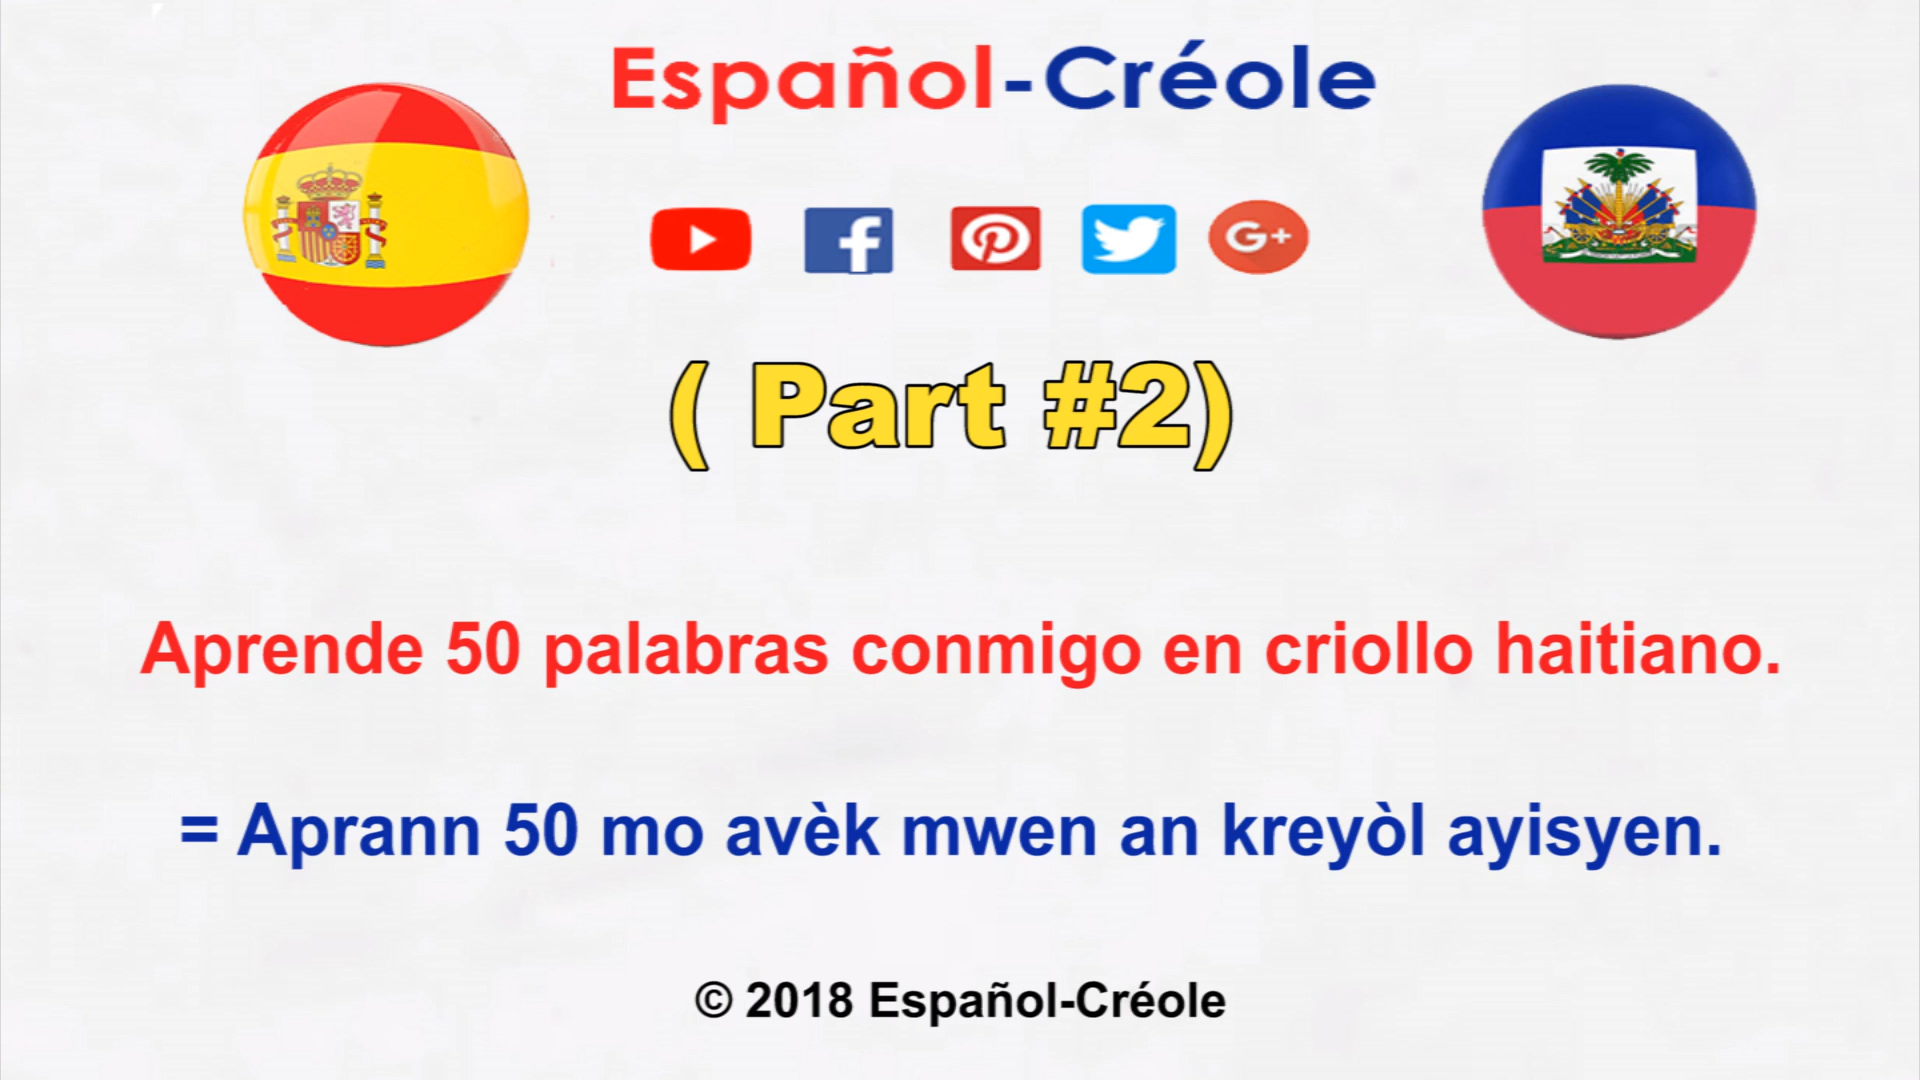 Español-Créole
G+
( Part #2)
Aprende 50 palabras conmigo en criollo haitiano.
= Aprann 50 mo avèk mwen an kreyòl ayisyen.
© 2018 Español-Créole